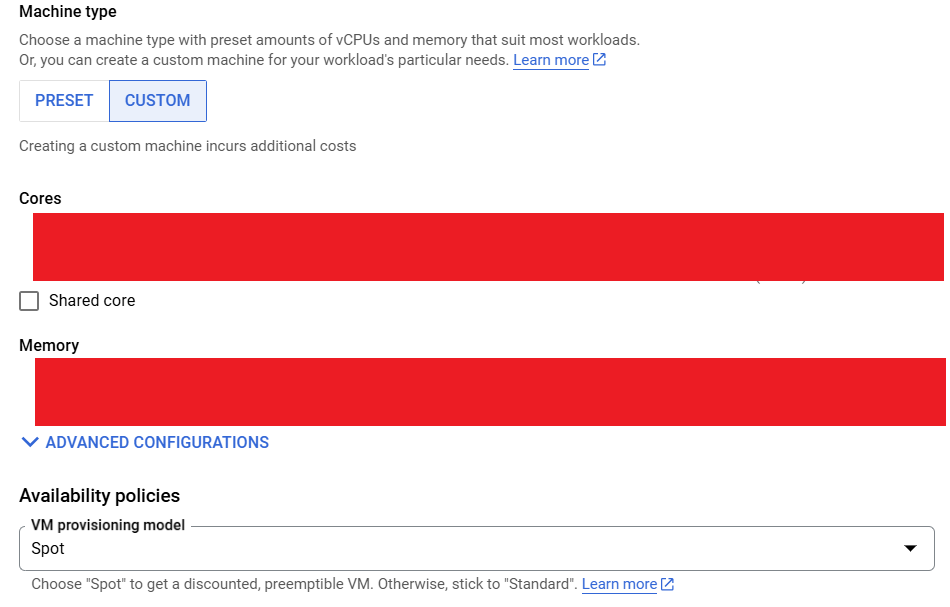 Machine type
Choose a machine type with preset amounts of vCPUs and memory that suit most workloads.
Or, you can create a custom machine for your workload's particular needs. Learn more
PRESET
CUSTOM
Creating a custom machine incurs additional costs
Cores
Shared core
Memory
ADVANCED CONFIGURATIONS
Availability policies
VM provisioning model
Spot
Choose "Spot" to get a discounted, preemptible VM. Otherwise, stick to "Standard". Learn more